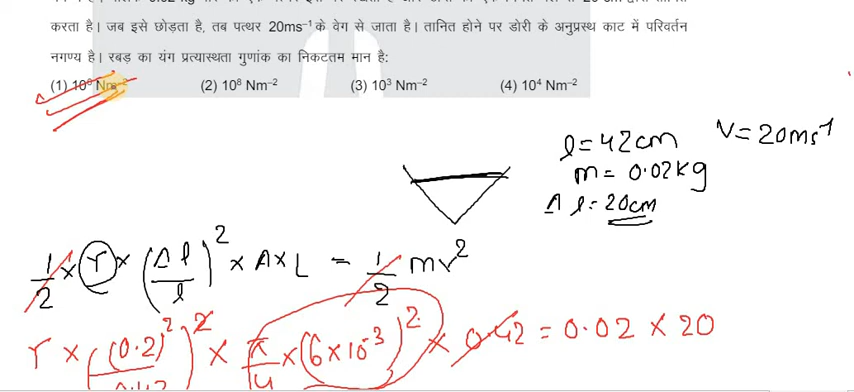 करता है। जब इसे छोड़ता है, तब पत्थर 20ms⁻¹ के वेग से जाता है। तानित होने पर डोरी के अनुप्रस्थ काट में परिवर्तन
नगण्य है। रबड़ का यंग प्रत्यास्थता गुणांक का निकटतम मान है:
(1) 10⁶ Nm⁻² (2) 10⁸ Nm⁻² (3) 10³ Nm⁻² (4) 10⁴ Nm⁻²
l = 42cm V = 20ms⁻¹
m = 0.02kg
Δl = 20cm
1/2 × Y × (Δl/l)² × A × L = 1/2 mv²
Y × ((0.2)²/0.42)² × π/4 × (6×10⁻³)² × 0.42 = 0.02 × 20